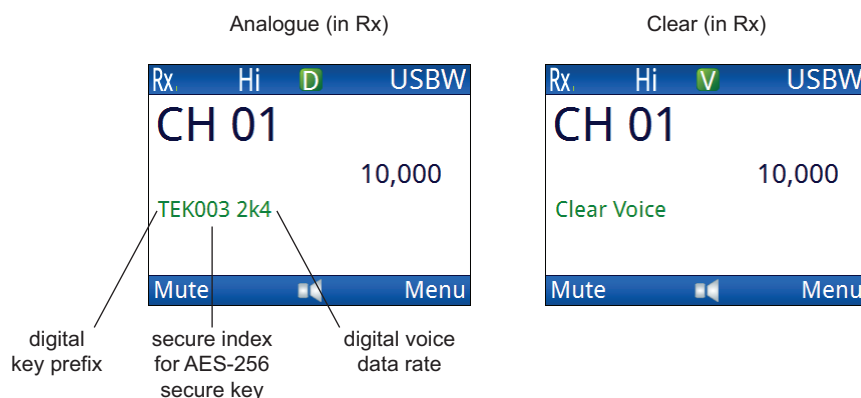 Analogue (in Rx)
Clear (in Rx)
Rx Hi D USBW
CH 01
10,000
TEK003 2k4
Mute Menu
Rx Hi V USBW
CH 01
10,000
Clear Voice
Mute Menu
digital
key prefix
secure index
for AES-256
secure key
digital voice
data rate